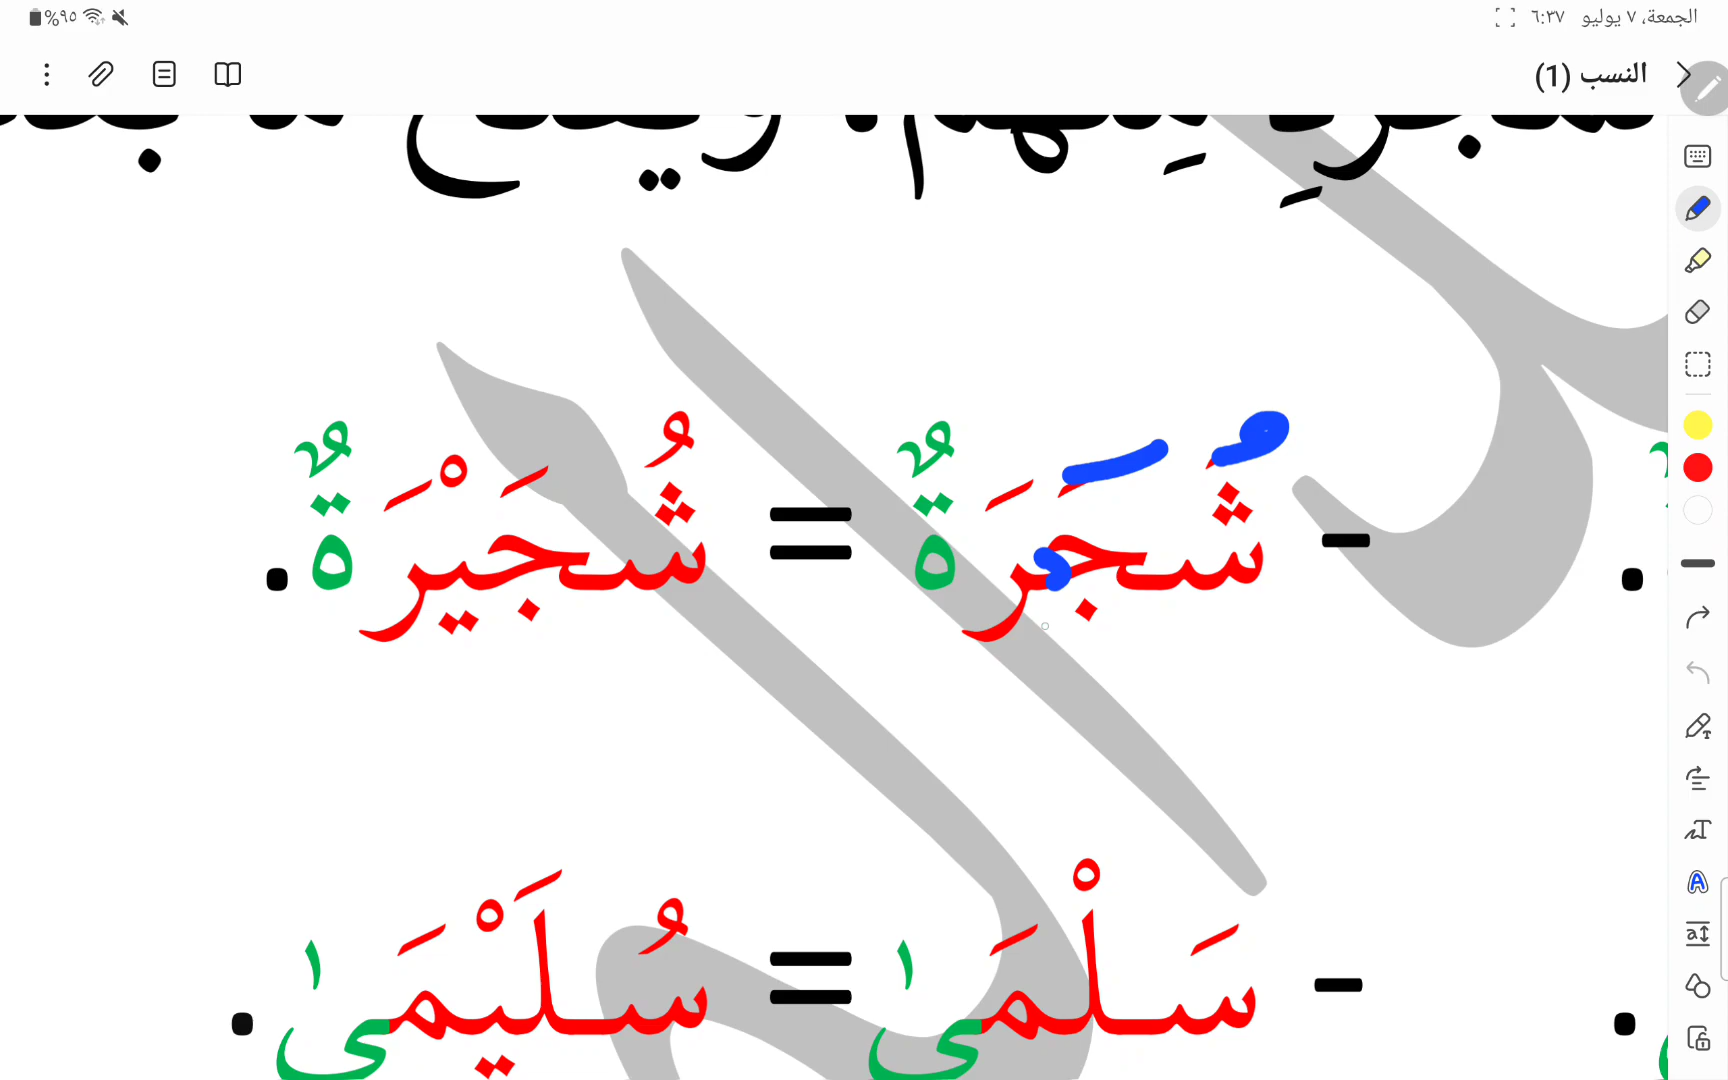 الجمعة، ٧ يوليو ٦:٣٧ ٩٥%
النسب (1)
- شَجَرَةٌ = شُجَيْرَةٌ .
- سَلْمَى = سُلَيْمَى .